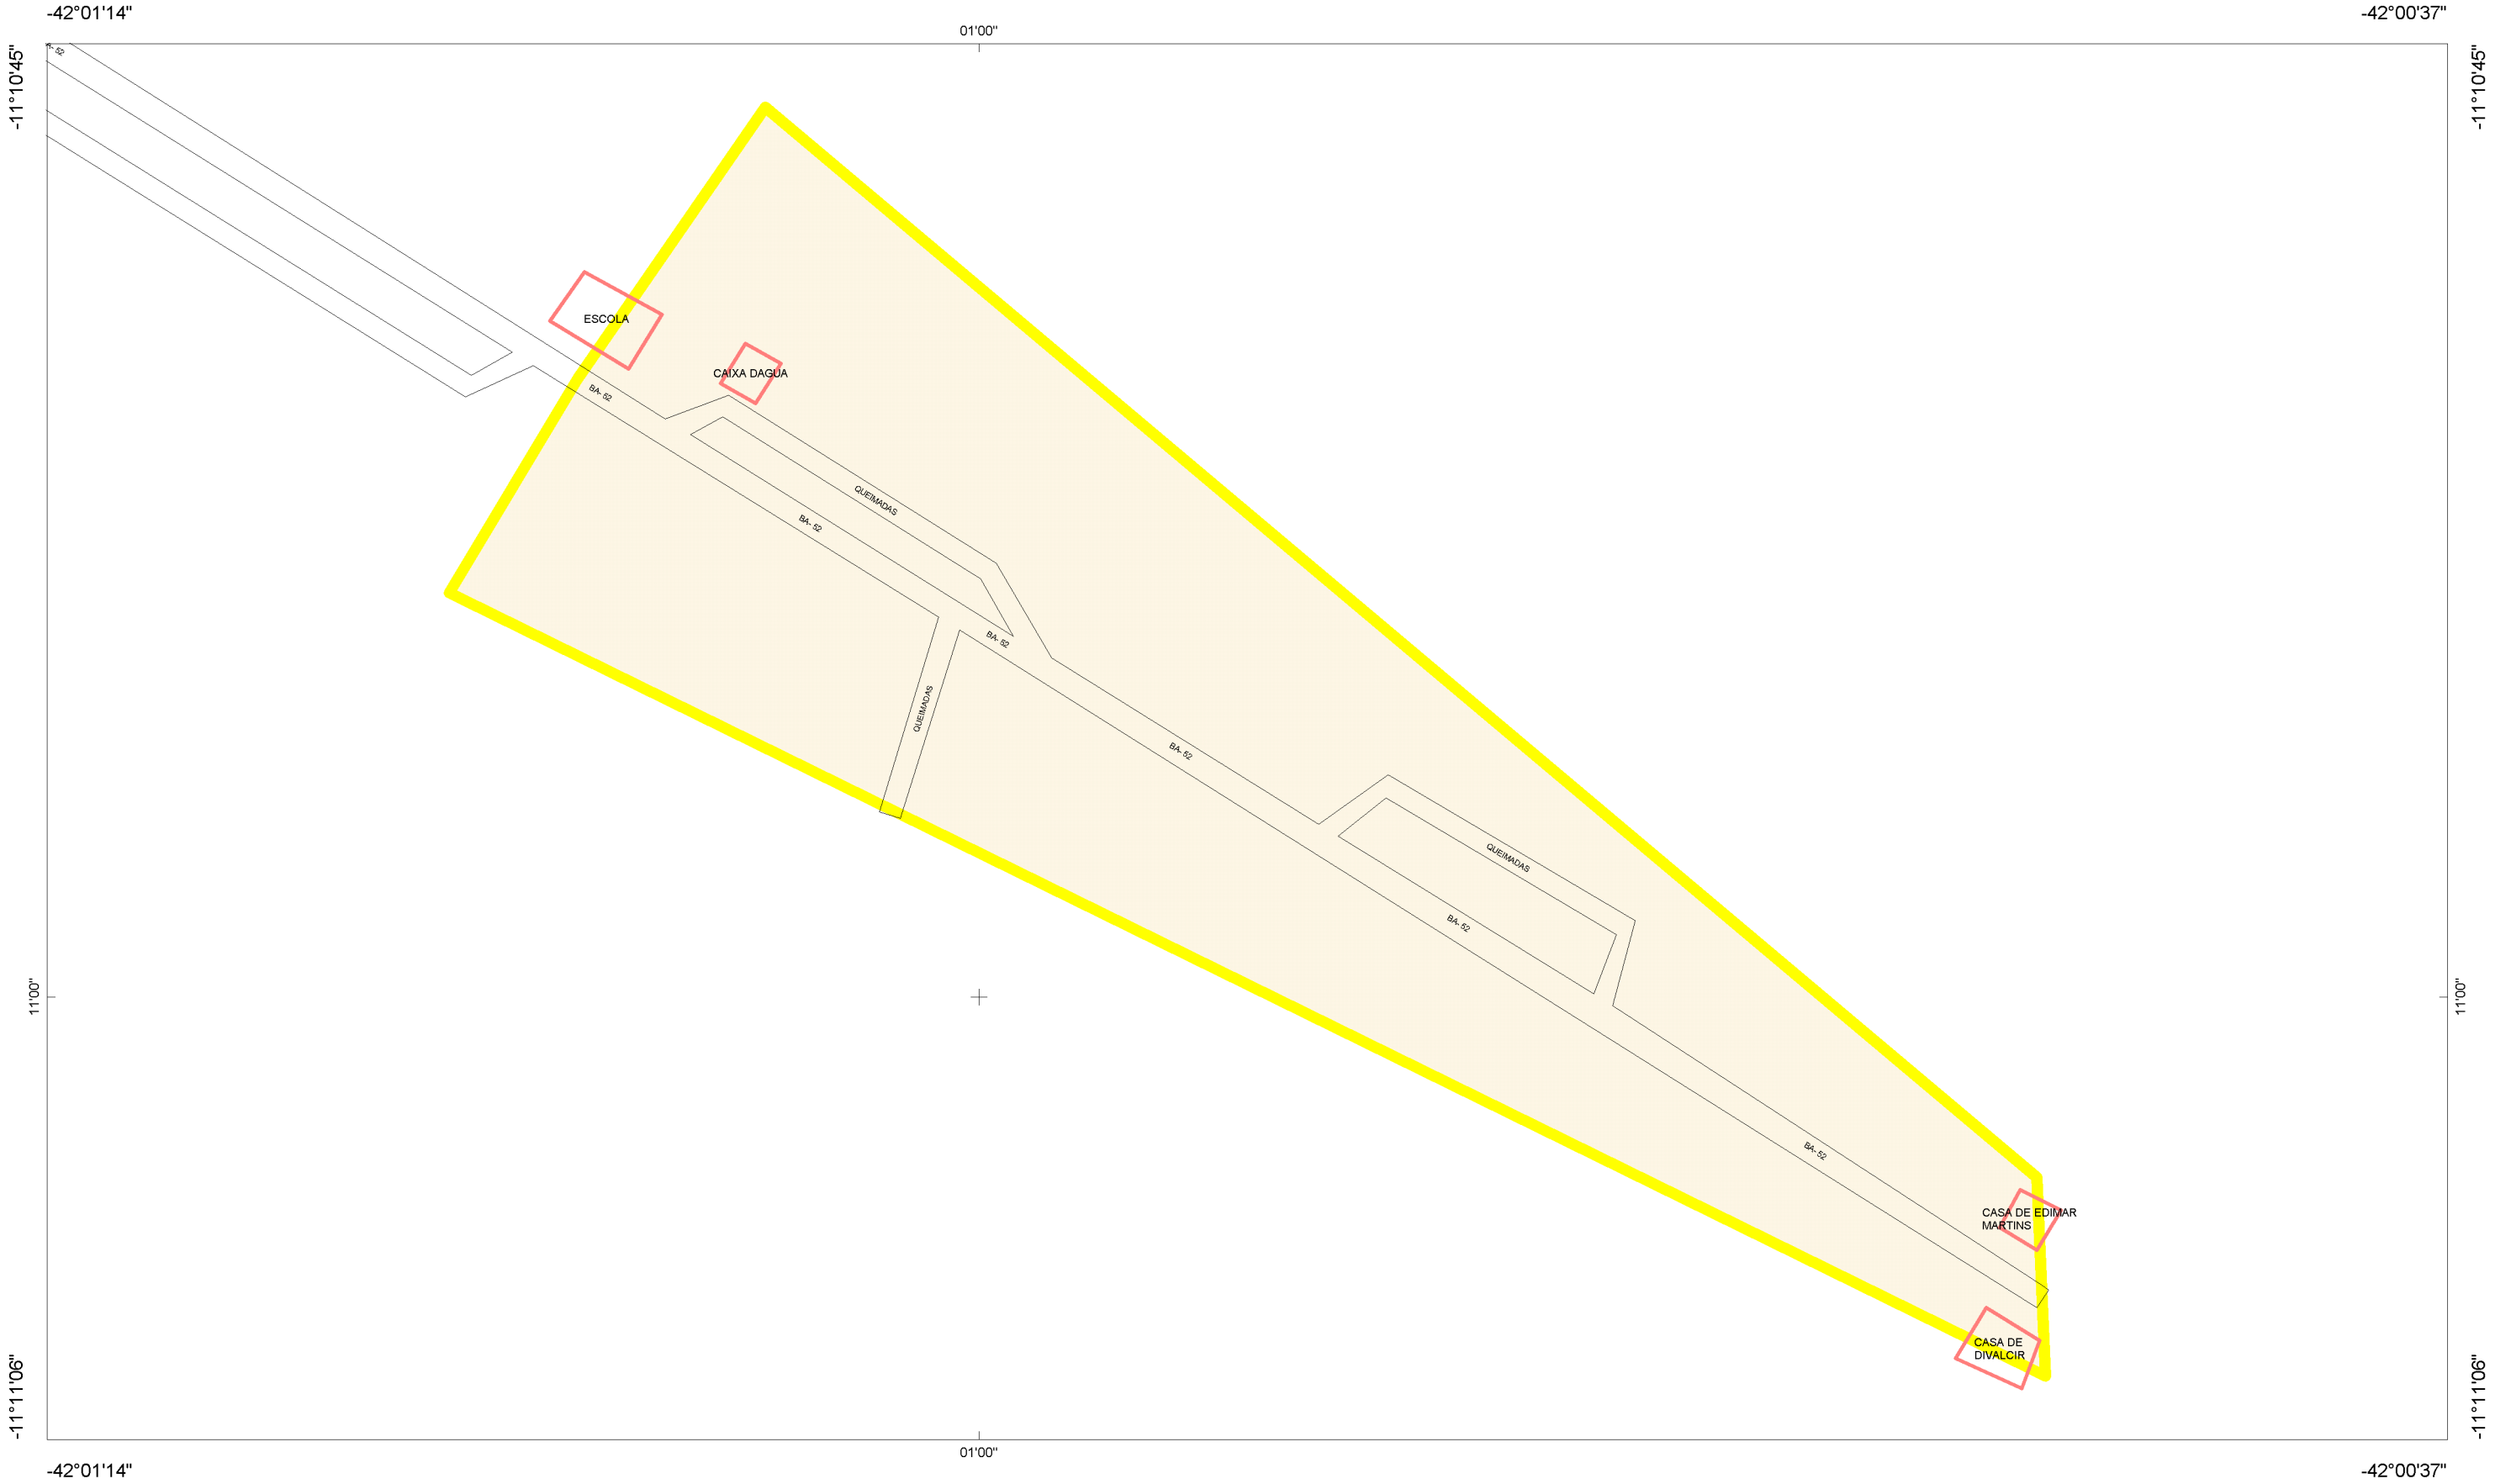 -42°01'14"
-42°00'37"
01'00"
-11°10'45"
-11°10'45"
A- 52
ESCOLA
CAIXA DAGUA
BA- 52
QUEIMADAS
BA- 52
BA- 52
QUEIMADAS
BA- 52
QUEIMADAS
BA- 52
11'00"
11'00"
BA- 52
CASA DE EDIMAR
MARTINS
CASA DE
DIVALCIR
-11°11'06"
-11°11'06"
01'00"
-42°01'14"
-42°00'37"